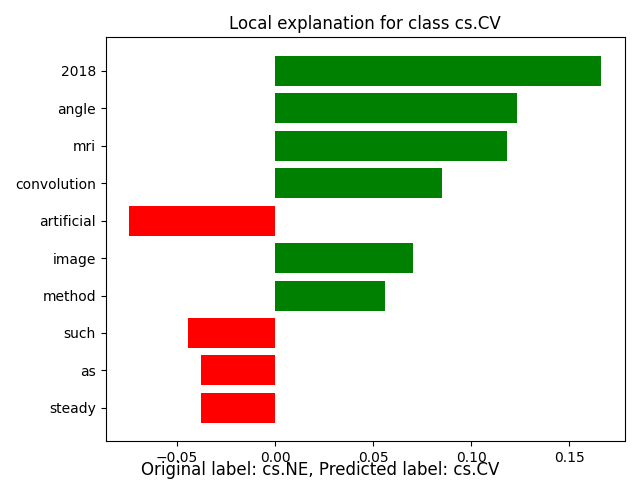 Local explanation for class cs.CV
2018
angle
mri
convolution
artificial
image
method
such
as
steady
−0.05 0.00 0.05 0.10 0.15
Original label: cs.NE, Predicted label: cs.CV